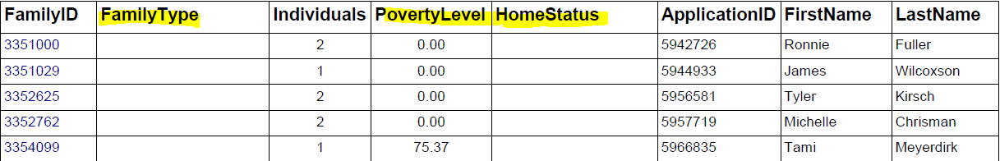 FamilyID FamilyType Individuals PovertyLevel HomeStatus ApplicationID FirstName LastName
3351000 2 0.00 5942726 Ronnie Fuller
3351029 1 0.00 5944933 James Wilcoxson
3352625 2 0.00 5956581 Tyler Kirsch
3352762 2 0.00 5957719 Michelle Chrisman
3354099 1 75.37 5966835 Tami Meyerdirk